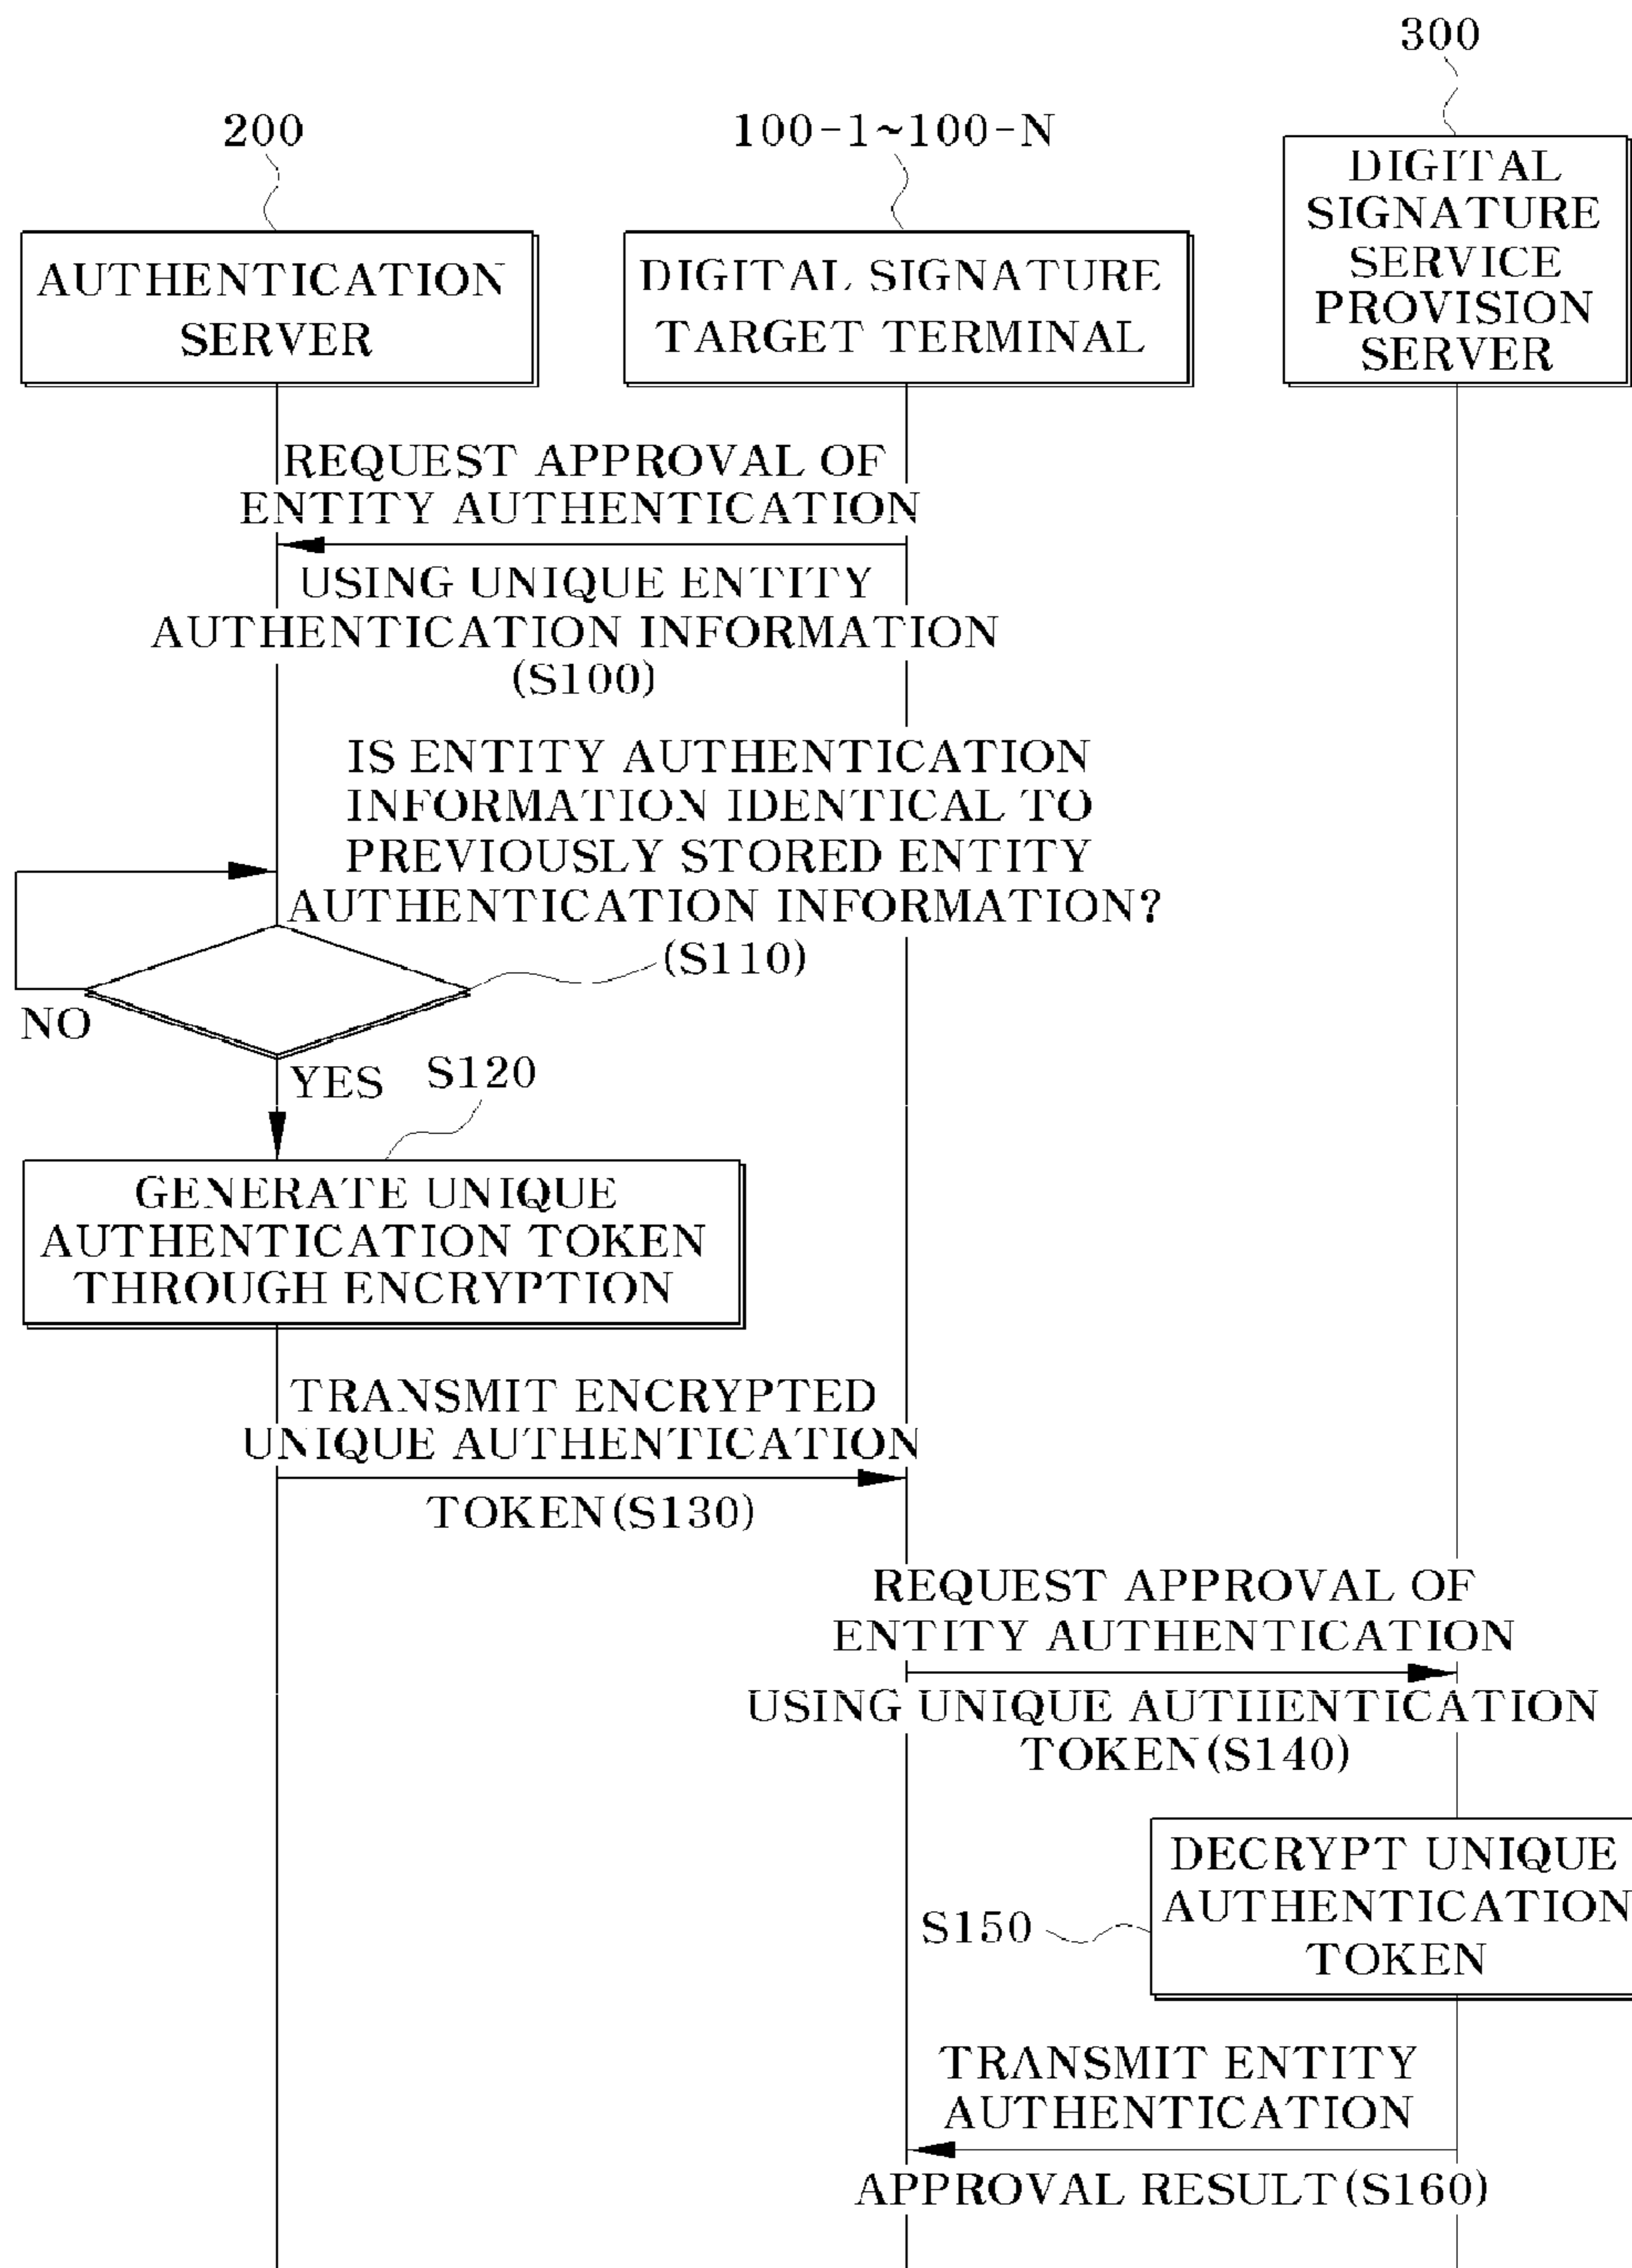 300
200
100-1~100-N
AUTHENTICATION
SERVER
DIGITAL SIGNATURE
TARGET TERMINAL
DIGITAL
SIGNATURE
SERVICE
PROVISION
SERVER
REQUEST APPROVAL OF
ENTITY AUTHENTICATION
USING UNIQUE ENTITY
AUTHENTICATION INFORMATION
(S100)
IS ENTITY AUTHENTICATION
INFORMATION IDENTICAL TO
PREVIOUSLY STORED ENTITY
AUTHENTICATION INFORMATION?
(S110)
NO
YES
S120
GENERATE UNIQUE
AUTHENTICATION TOKEN
THROUGH ENCRYPTION
TRANSMIT ENCRYPTED
UNIQUE AUTHENTICATION
TOKEN(S130)
REQUEST APPROVAL OF
ENTITY AUTHENTICATION
USING UNIQUE AUTHENTICATION
TOKEN(S140)
DECRYPT UNIQUE
AUTHENTICATION
TOKEN
S150
TRANSMIT ENTITY
AUTHENTICATION
APPROVAL RESULT(S160)